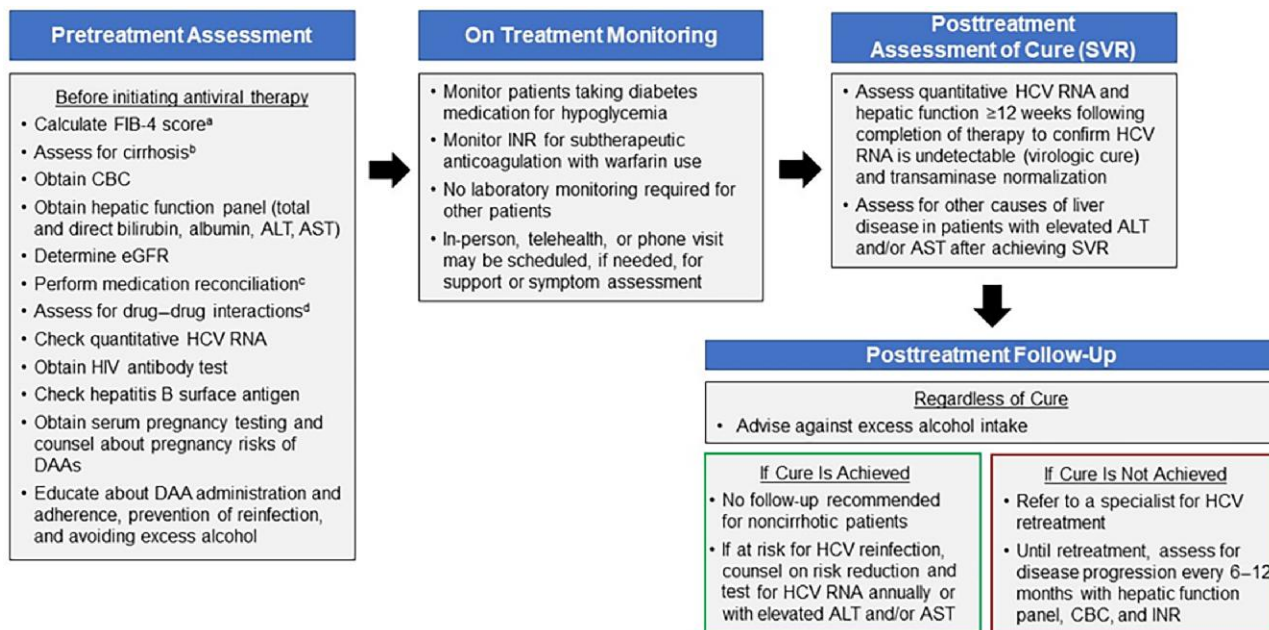 Pretreatment Assessment
Before initiating antiviral therapy
• Calculate FIB-4 scoreᵃ
• Assess for cirrhosisᵇ
• Obtain CBC
• Obtain hepatic function panel (total
and direct bilirubin, albumin, ALT, AST)
• Determine eGFR
• Perform medication reconciliationᶜ
• Assess for drug–drug interactionsᵈ
• Check quantitative HCV RNA
• Obtain HIV antibody test
• Check hepatitis B surface antigen
• Obtain serum pregnancy testing and
counsel about pregnancy risks of
DAAs
• Educate about DAA administration and
adherence, prevention of reinfection,
and avoiding excess alcohol
On Treatment Monitoring
• Monitor patients taking diabetes
medication for hypoglycemia
• Monitor INR for subtherapeutic
anticoagulation with warfarin use
• No laboratory monitoring required for
other patients
• In-person, telehealth, or phone visit
may be scheduled, if needed, for
support or symptom assessment
Posttreatment
Assessment of Cure (SVR)
• Assess quantitative HCV RNA and
hepatic function ≥12 weeks following
completion of therapy to confirm HCV
RNA is undetectable (virologic cure)
and transaminase normalization
• Assess for other causes of liver
disease in patients with elevated ALT
and/or AST after achieving SVR
Posttreatment Follow-Up
Regardless of Cure
• Advise against excess alcohol intake
If Cure Is Achieved
• No follow-up recommended
for noncirrhotic patients
• If at risk for HCV reinfection,
counsel on risk reduction and
test for HCV RNA annually or
with elevated ALT and/or AST
If Cure Is Not Achieved
• Refer to a specialist for HCV
retreatment
• Until retreatment, assess for
disease progression every 6–12
months with hepatic function
panel, CBC, and INR